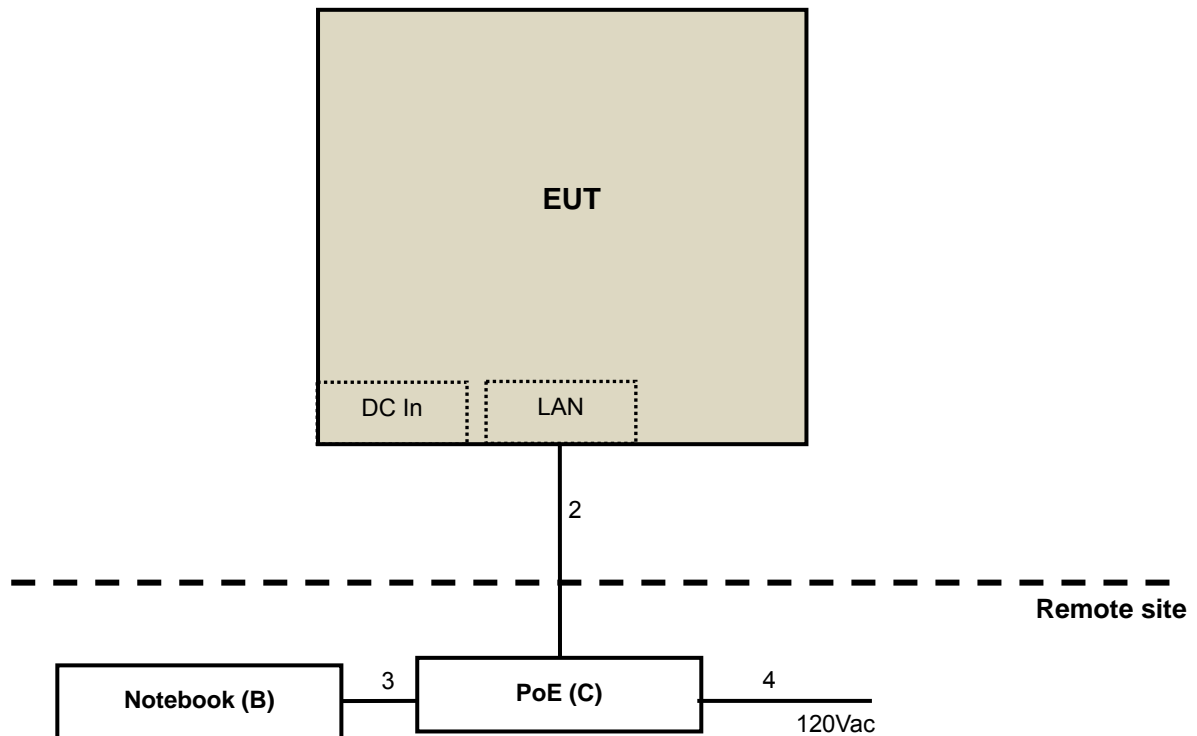 EUT
DC In
LAN
2
Remote site
Notebook (B)
3
PoE (C)
4
120Vac